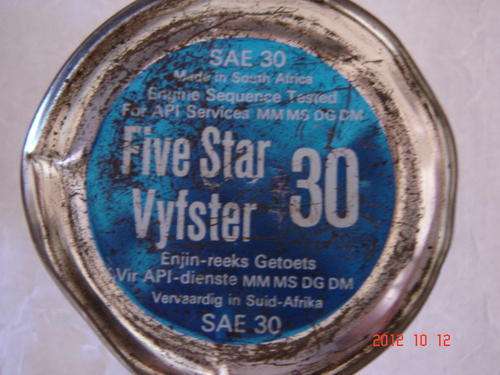 SAE 30
Made in South Africa
Engine Sequence Tested
For API Services MM MS DG DM
Five Star
Vyfster
30
Enjin-reeks Getoets
Vir API-dienste MM MS DG DM
Vervaardig in Suid-Afrika
SAE 30
2012 10 12